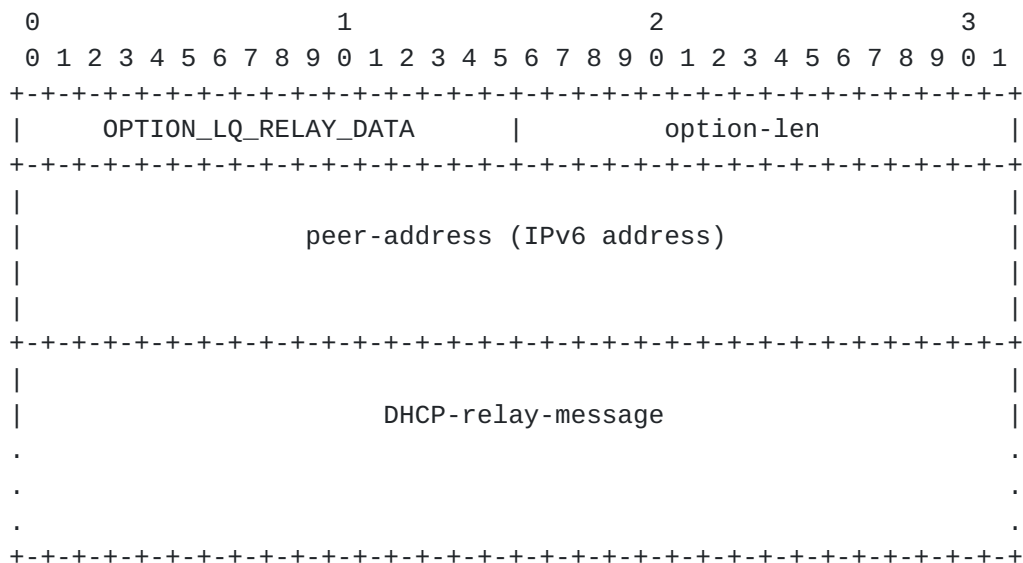 0                   1                   2                   3
 0 1 2 3 4 5 6 7 8 9 0 1 2 3 4 5 6 7 8 9 0 1 2 3 4 5 6 7 8 9 0 1
+-+-+-+-+-+-+-+-+-+-+-+-+-+-+-+-+-+-+-+-+-+-+-+-+-+-+-+-+-+-+-+-+
|     OPTION_LQ_RELAY_DATA      |         option-len            |
+-+-+-+-+-+-+-+-+-+-+-+-+-+-+-+-+-+-+-+-+-+-+-+-+-+-+-+-+-+-+-+-+
|                                                               |
|                  peer-address (IPv6 address)                  |
|                                                               |
|                                                               |
+-+-+-+-+-+-+-+-+-+-+-+-+-+-+-+-+-+-+-+-+-+-+-+-+-+-+-+-+-+-+-+-+
|                                                               |
|                       DHCP-relay-message                      |
.                                                               .
.                                                               .
.                                                               .
+-+-+-+-+-+-+-+-+-+-+-+-+-+-+-+-+-+-+-+-+-+-+-+-+-+-+-+-+-+-+-+-+